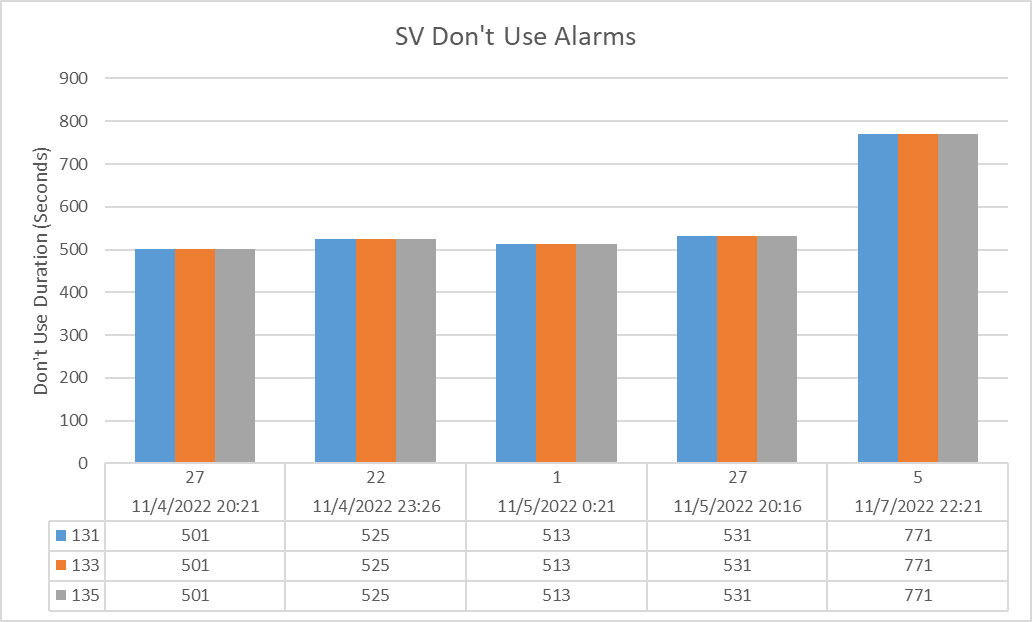 SV Don't Use Alarms
Don't Use Duration (Seconds)
900
800
700
600
500
400
300
200
100
0
27 22 1 27 5
11/4/2022 20:21 11/4/2022 23:26 11/5/2022 0:21 11/5/2022 20:16 11/7/2022 22:21
131 501 525 513 531 771
133 501 525 513 531 771
135 501 525 513 531 771